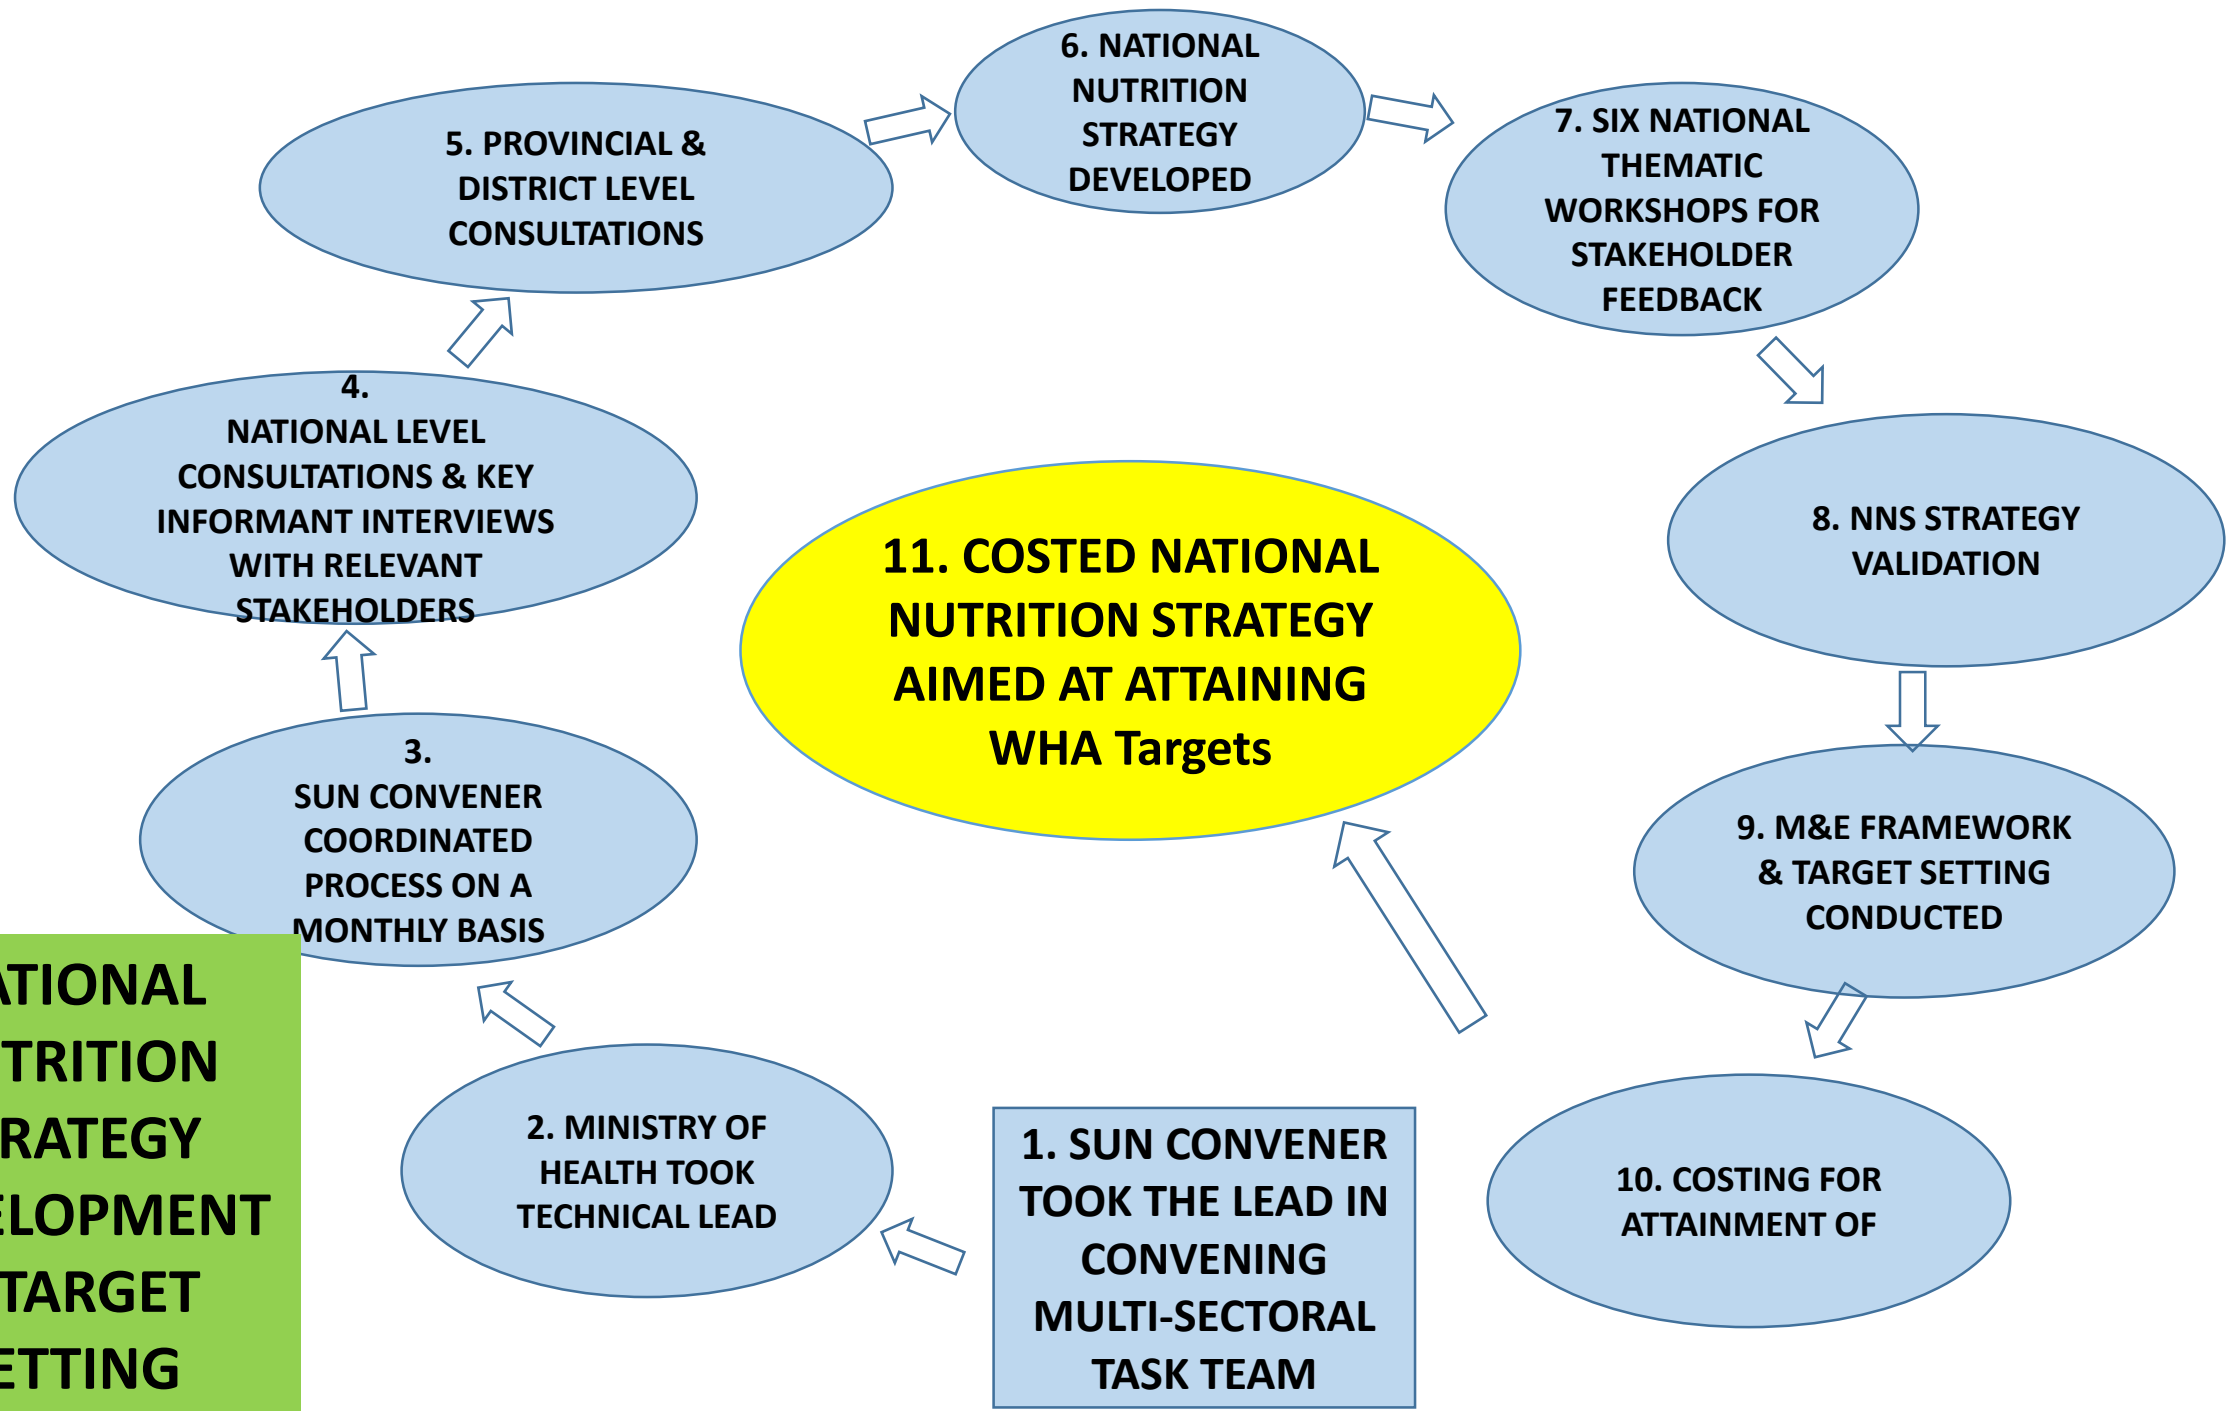 6. NATIONAL
NUTRITION
STRATEGY
DEVELOPED
5. PROVINCIAL &
DISTRICT LEVEL
CONSULTATIONS
7. SIX NATIONAL
THEMATIC
WORKSHOPS FOR
STAKEHOLDER
FEEDBACK
4.
NATIONAL LEVEL
CONSULTATIONS & KEY
INFORMANT INTERVIEWS
WITH RELEVANT
STAKEHOLDERS
8. NNS STRATEGY
VALIDATION
11. COSTED NATIONAL
NUTRITION STRATEGY
AIMED AT ATTAINING
WHA Targets
3.
SUN CONVENER
COORDINATED
PROCESS ON A
MONTHLY BASIS
9. M&E FRAMEWORK
& TARGET SETTING
CONDUCTED
ATIONAL
TRITION
RATEGY
ELOPMENT
TARGET
ETTING
2. MINISTRY OF
HEALTH TOOK
TECHNICAL LEAD
1. SUN CONVENER
TOOK THE LEAD IN
CONVENING
MULTI-SECTORAL
TASK TEAM
10. COSTING FOR
ATTAINMENT OF